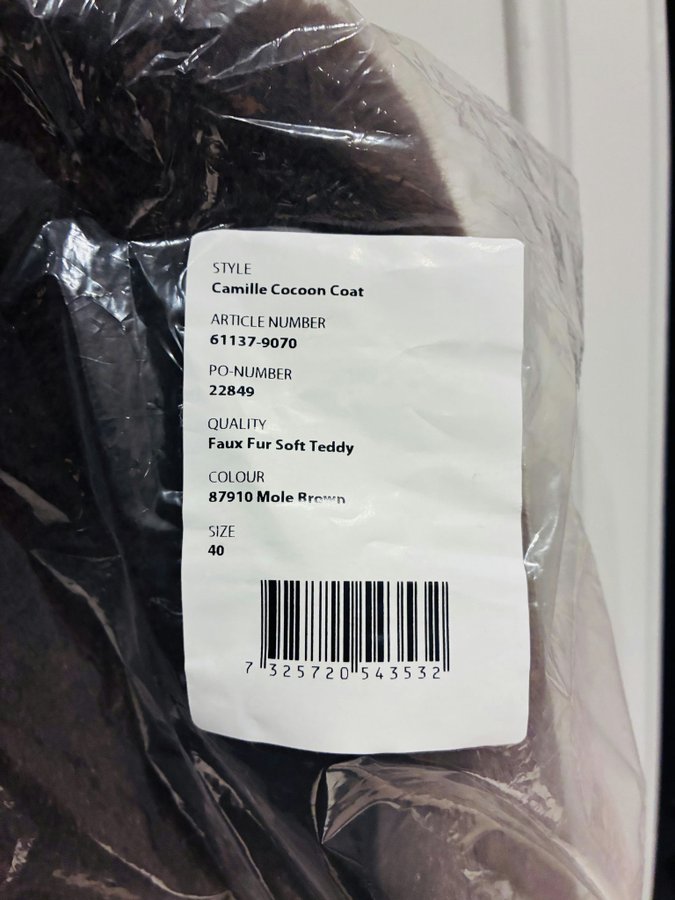 STYLE
Camille Cocoon Coat
ARTICLE NUMBER
61137-9070
PO-NUMBER
22849
QUALITY
Faux Fur Soft Teddy
COLOUR
87910 Mole Brown
SIZE
40
7 325720 543532